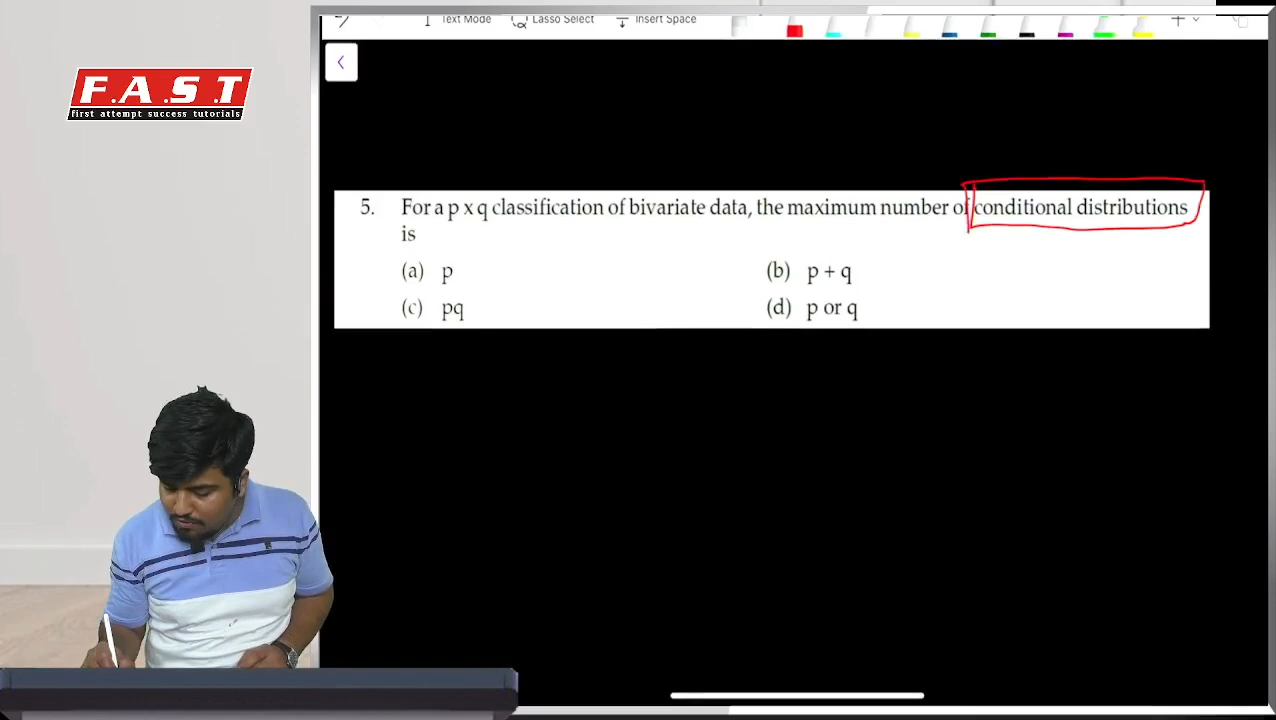 Text Mode
Lasso Select
Insert Space
F.A.S.T
first attempt success tutorials
5. For a p x q classification of bivariate data, the maximum number of conditional distributions
is
(a) p
(b) p + q
(c) pq
(d) p or q